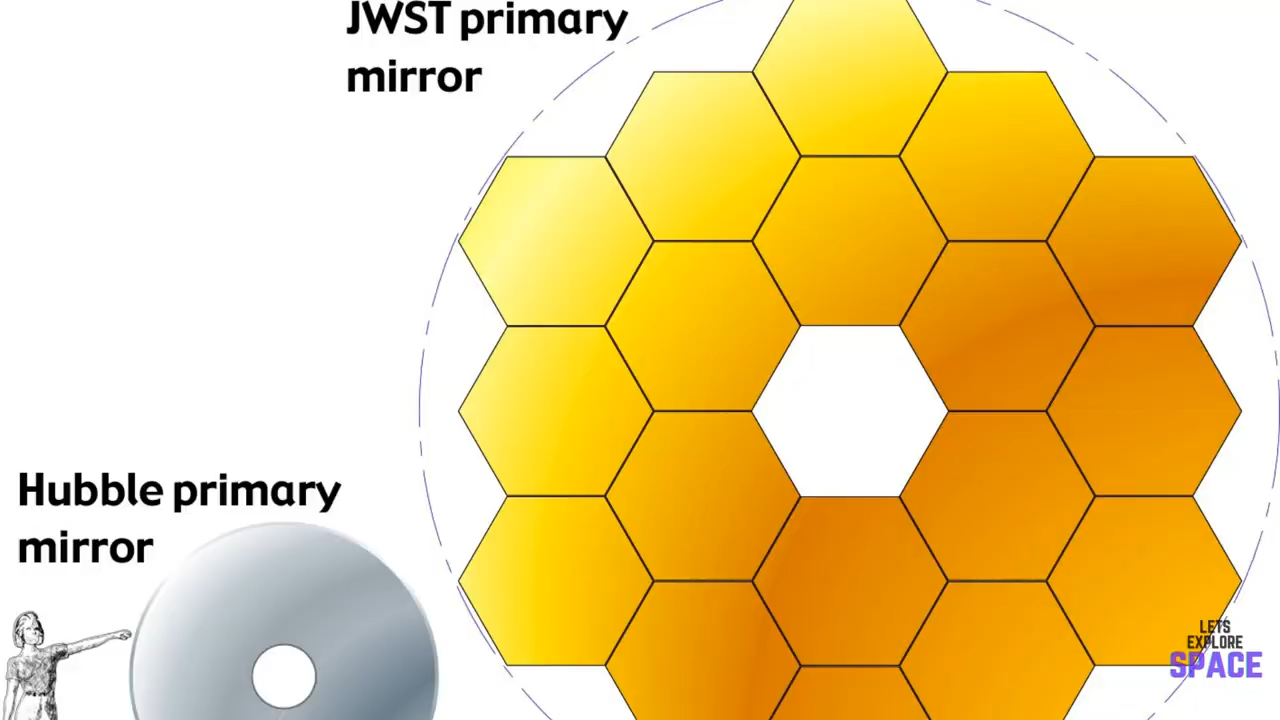 JWST primary
mirror
Hubble primary
mirror
LETS
EXPLORE
SPACE